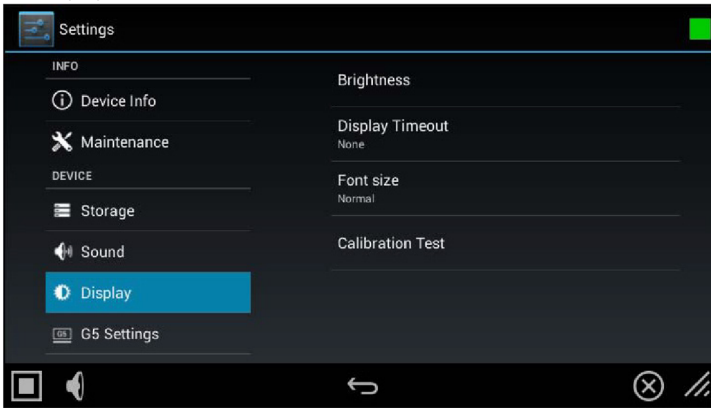 Settings
INFO
Device Info
Maintenance
DEVICE
Storage
Sound
Display
G5 Settings
Brightness
Display Timeout
None
Font size
Normal
Calibration Test